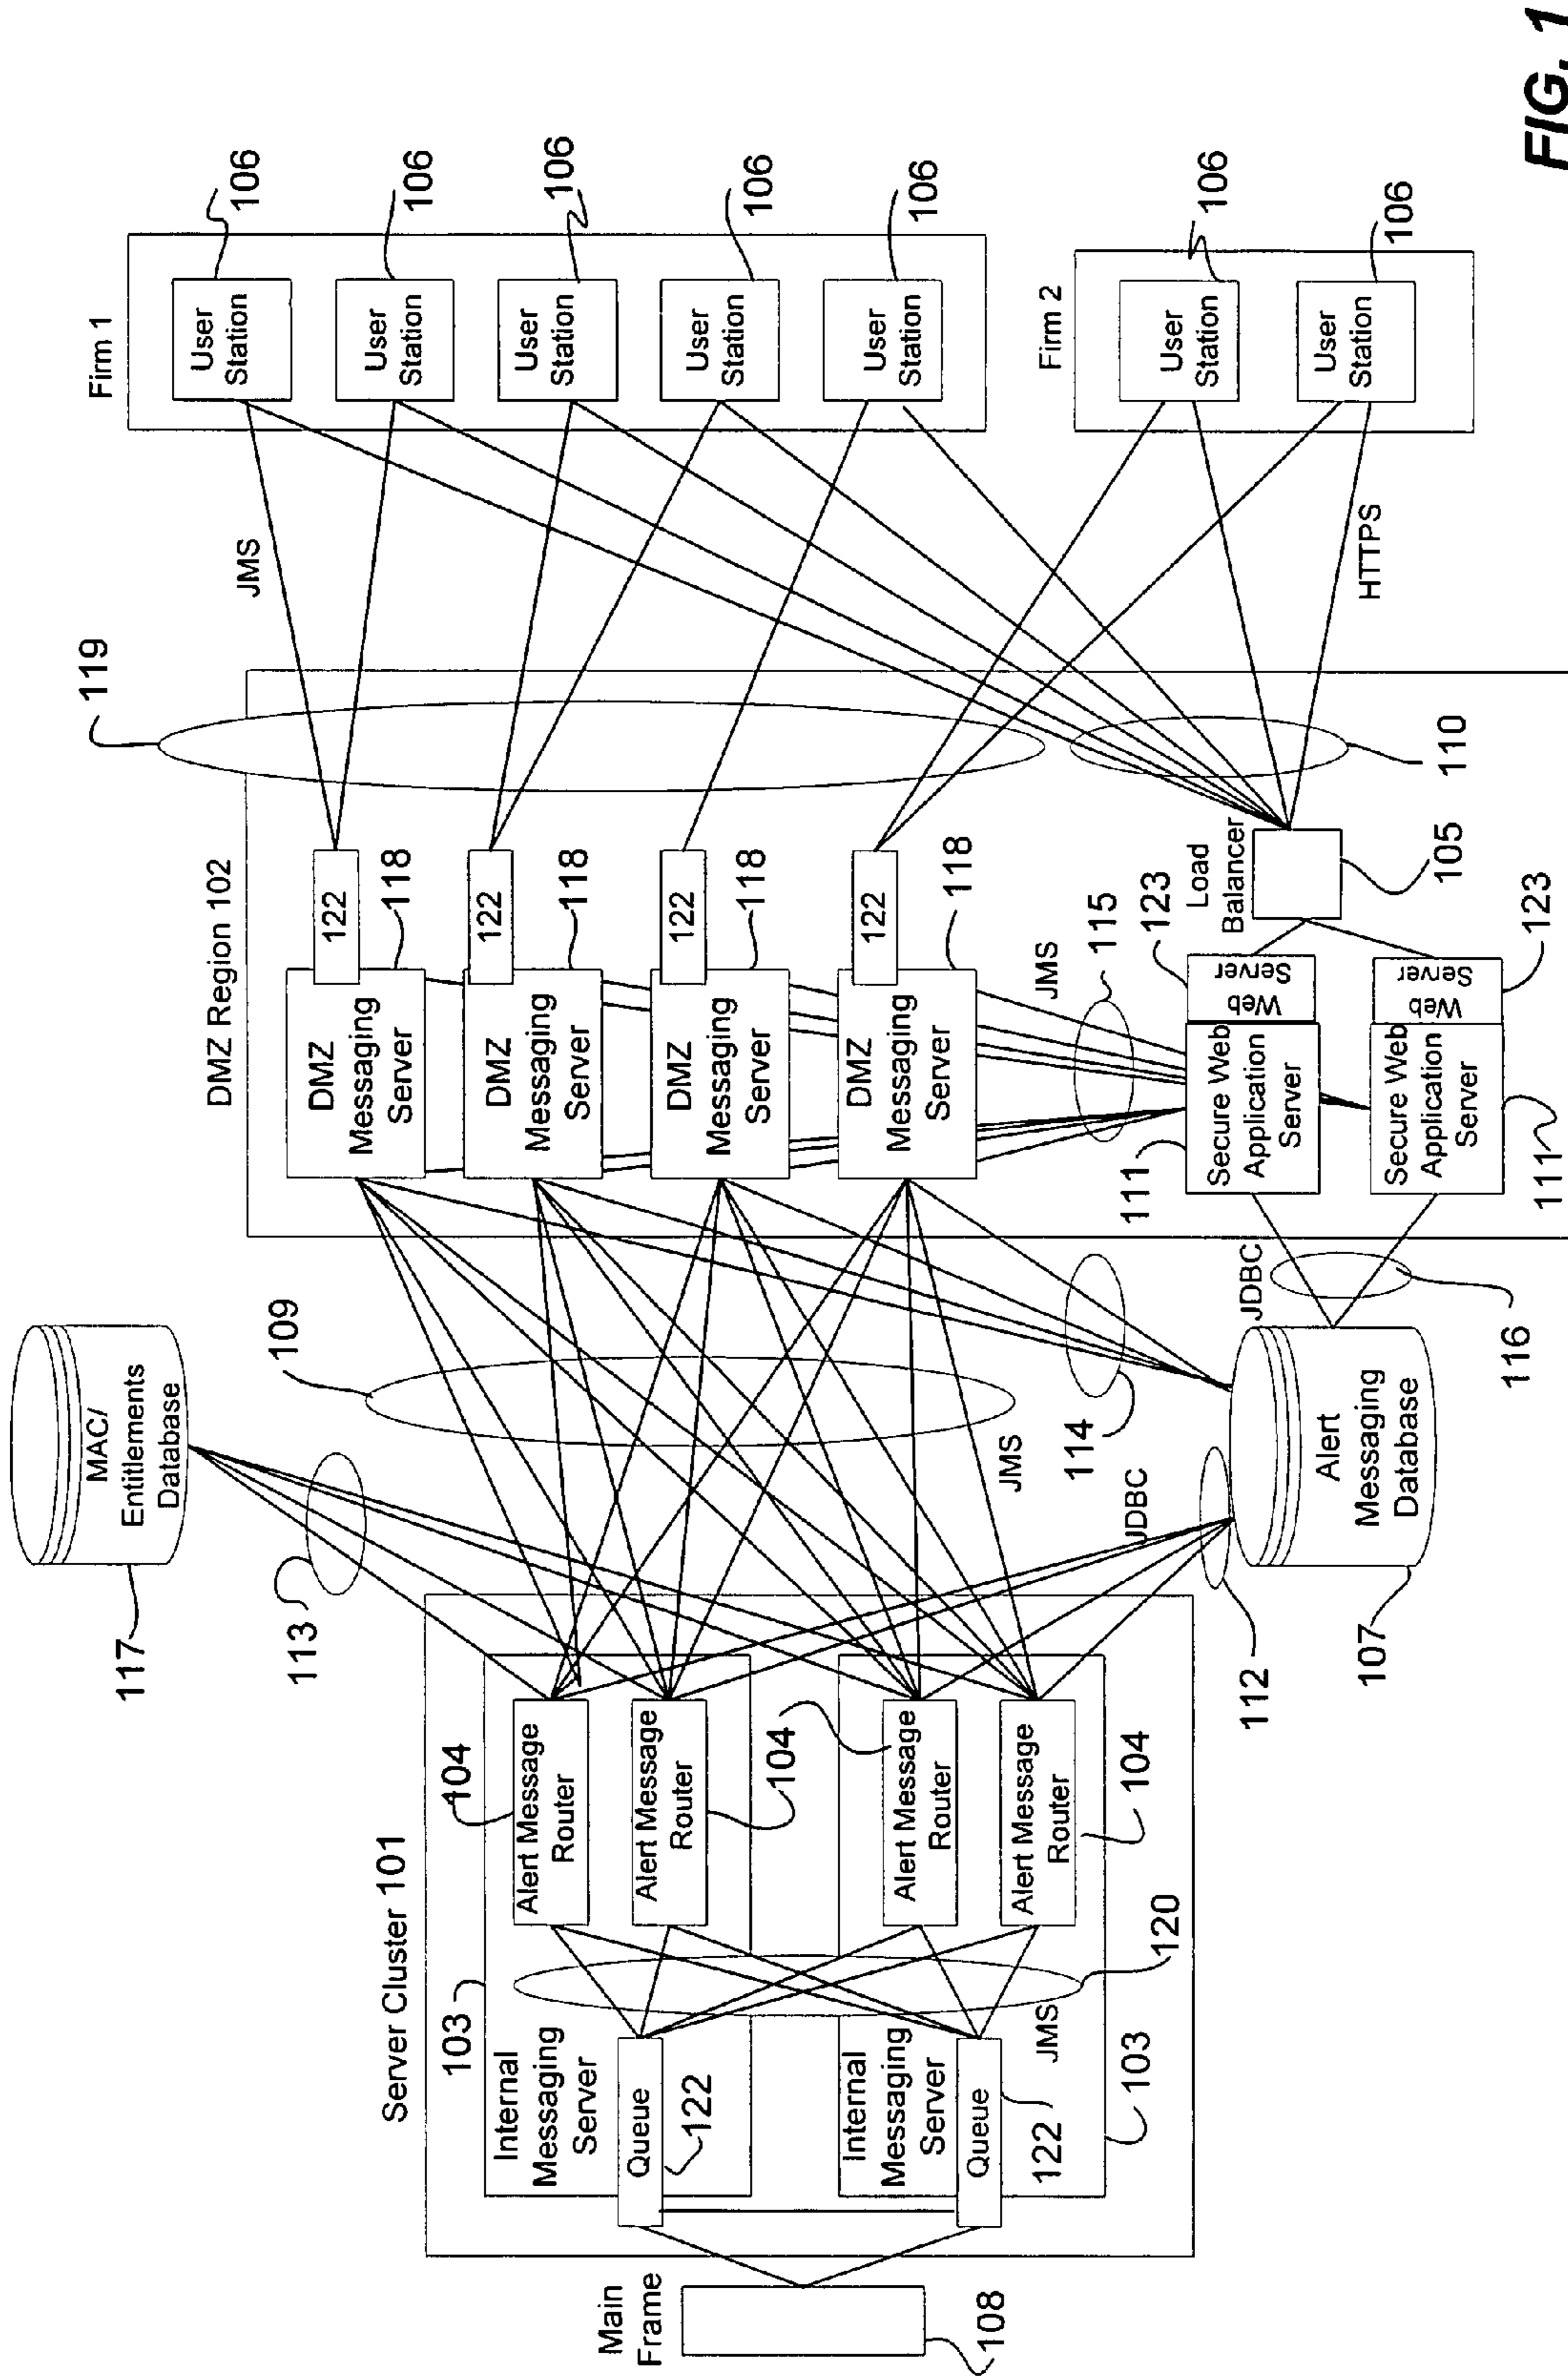 117
MAC/
Entitlements
Database
113
109
Server Cluster 101
103
Internal
Messaging
Server
Queue
122
104
Alert Message
Router
Alert Message
Router
104
Internal
Messaging
Server
Queue
122
JMS
120
103
104
Alert Message
Router
Alert Message
Router
104
Main
Frame
108
JMS
JDBC
112
114
Alert
Messaging
Database
107
JDBC
116
DMZ Region 102
DMZ
Messaging
Server
122
118
DMZ
Messaging
Server
122
118
DMZ
Messaging
Server
122
118
DMZ
Messaging
Server
122
118
JMS
115
111
Secure Web
Application
Server
Web
Server
123
Secure Web
Application
Server
Web
Server
123
111
Load
Balancer
105
119
110
JMS
HTTPS
Firm 1
User
Station
106
User
Station
106
User
Station
106
User
Station
106
User
Station
106
Firm 2
User
Station
106
User
Station
106
FIG. 1